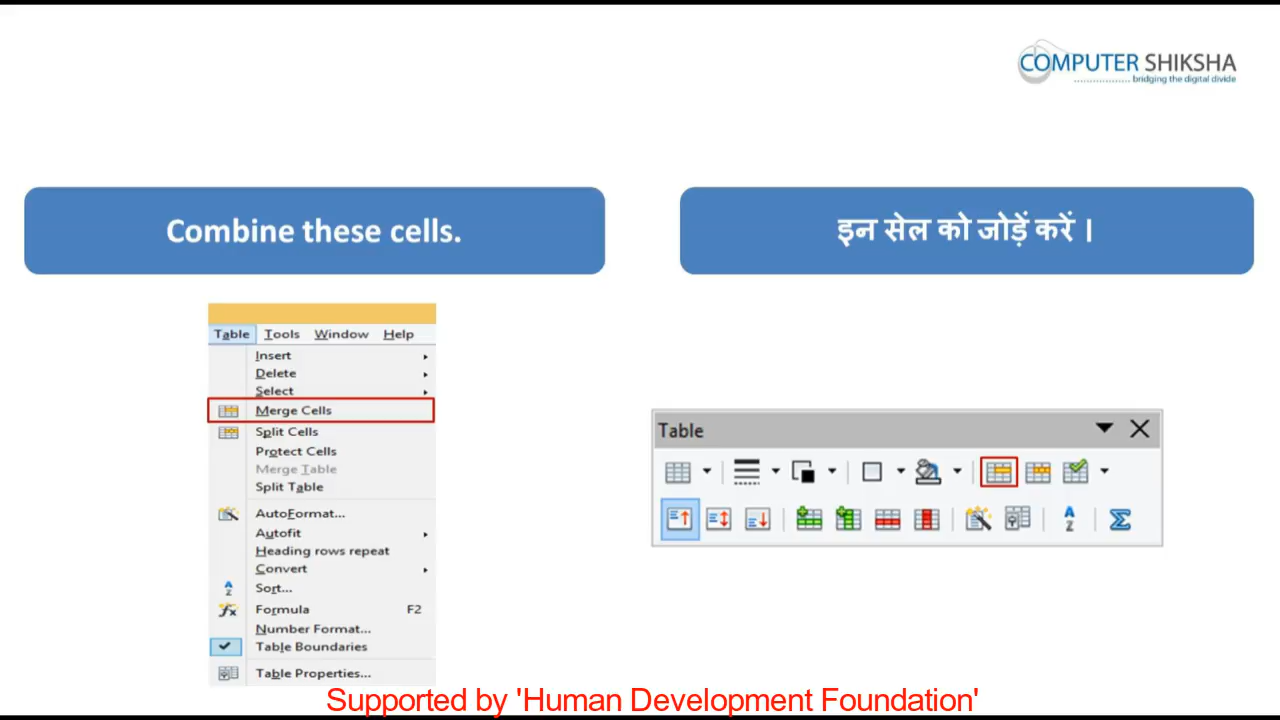 COMPUTER SHIKSHA
bridging the digital divide
Combine these cells.
इन सेल को जोड़ें करें ।
Table Tools Window Help
Insert
Delete
Select
Merge Cells
Split Cells
Protect Cells
Merge Table
Split Table
AutoFormat...
Autofit
Heading rows repeat
Convert
Sort...
Formula F2
Number Format...
Table Boundaries
Table Properties...
Table
Supported by 'Human Development Foundation'